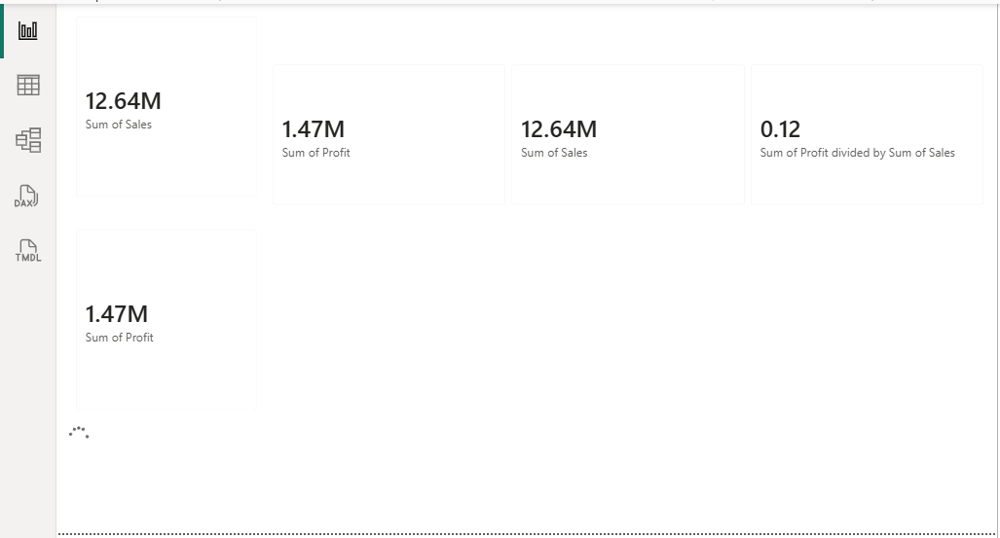 12.64M
Sum of Sales
1.47M
Sum of Profit
12.64M
Sum of Sales
0.12
Sum of Profit divided by Sum of Sales
DAX
TMDL
1.47M
Sum of Profit